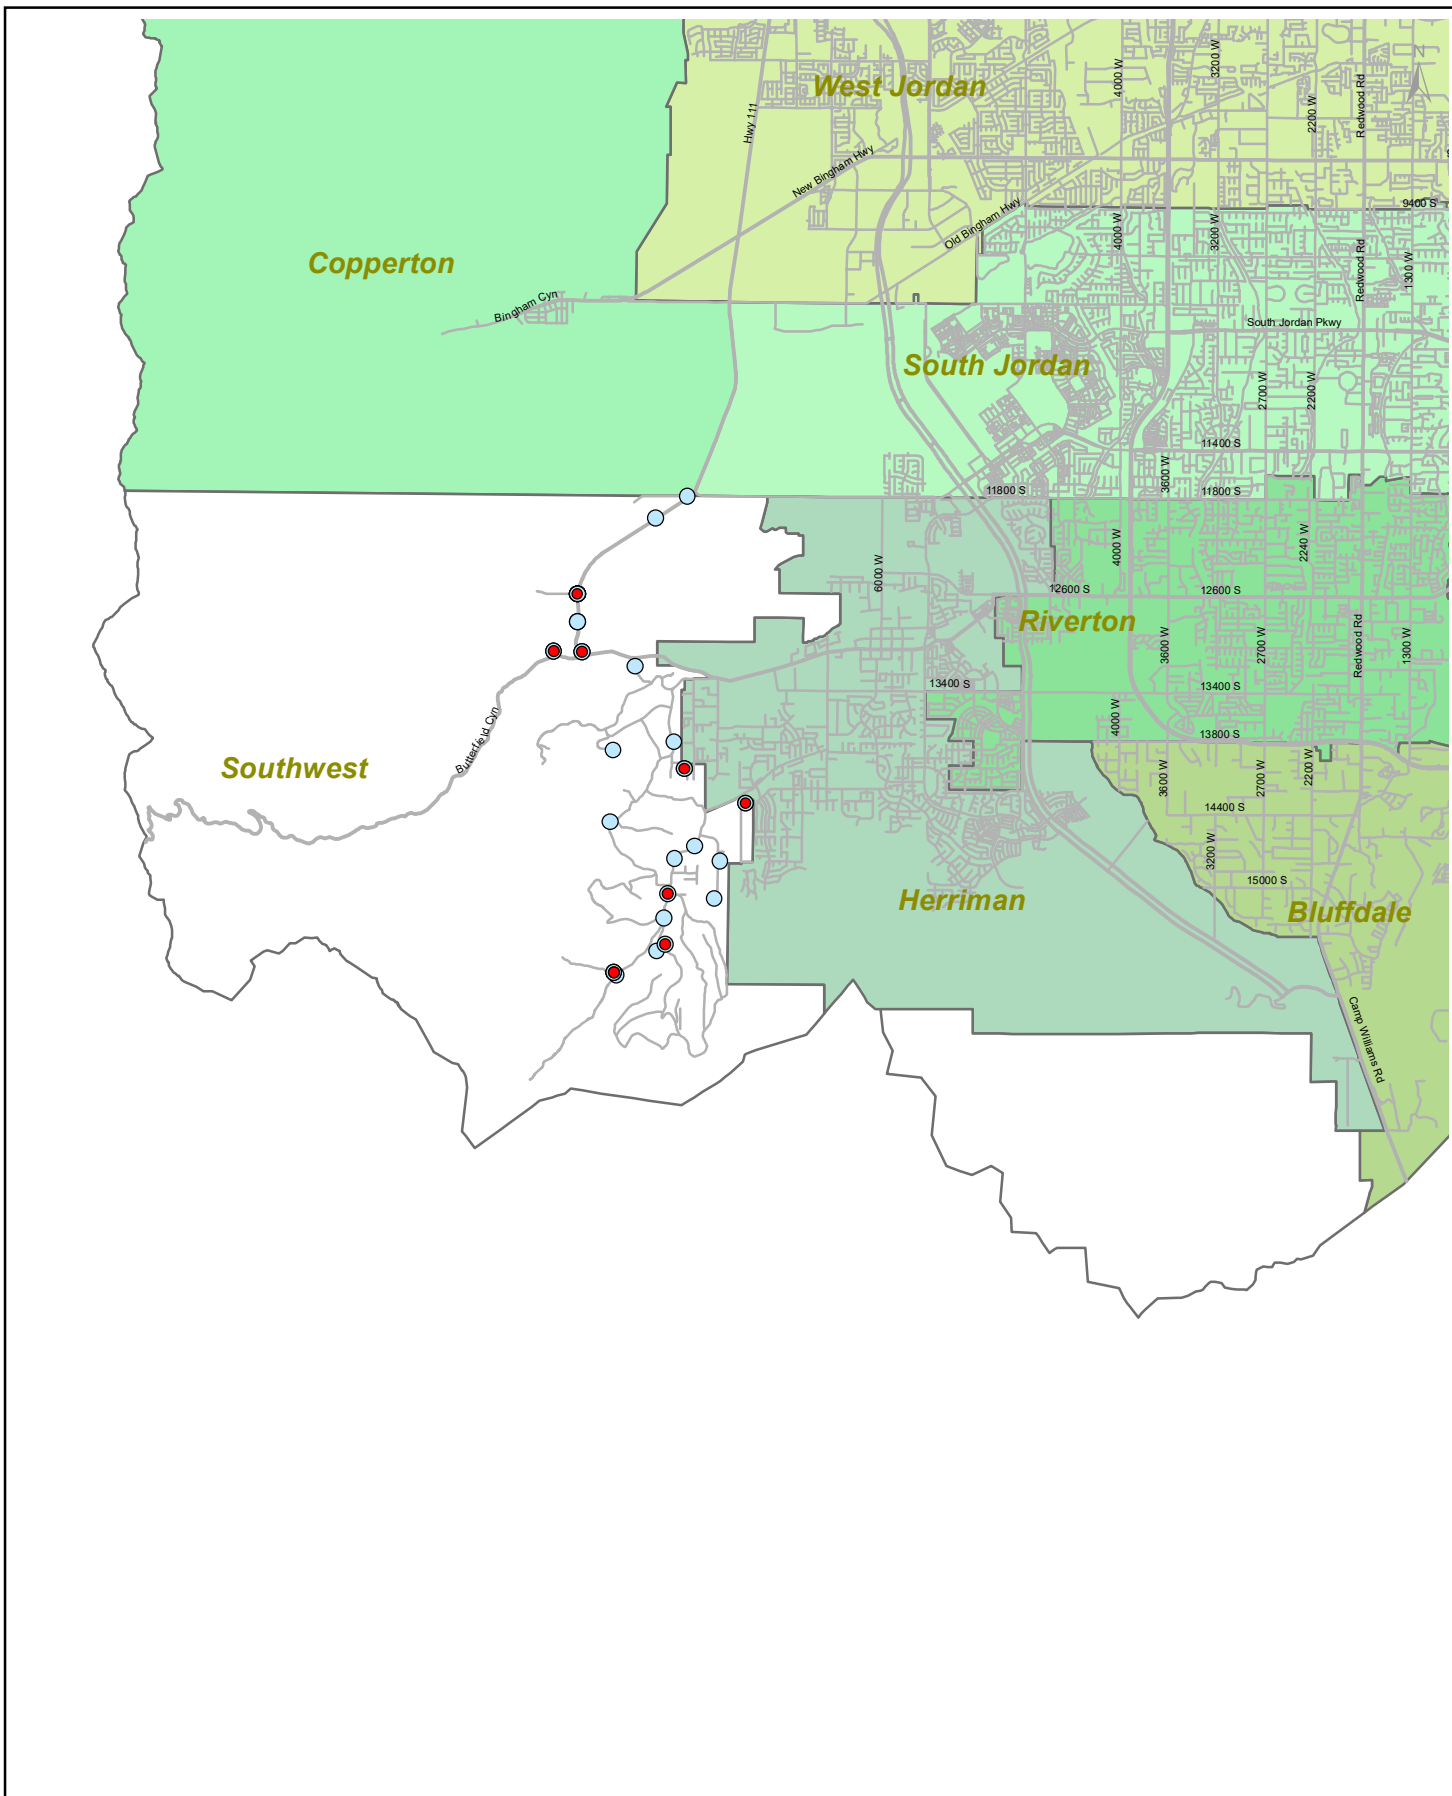 N
3200 W
4000 W
West Jordan
2200 W
Redwood Rd
Hwy 111
New Bingham Hwy
9400 S
Old Bingham Hwy
4000 W
3200 W
Copperton
Redwood Rd
1300 W
Bingham Cyn
South Jordan Pkwy
South Jordan
2700 W
2200 W
11400 S
3600 W
11800 S
11800 S
2240 W
4000 W
6000 W
12600 S
12600 S
Riverton
3600 W
2700 W
Redwood Rd
1300 W
13400 S
13400 S
4000 W
Butterfield Cyn
13800 S
Southwest
3600 W
2700 W
2200 W
14400 S
3200 W
15000 S
Herriman
Bluffdale
Camp Williams Rd